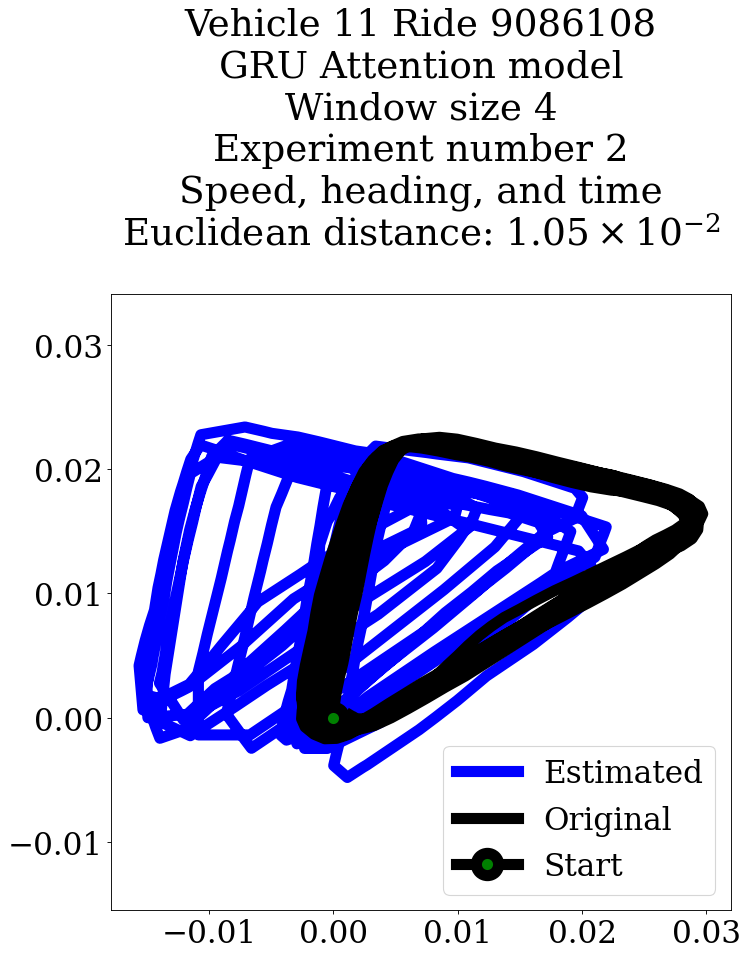 Vehicle 11 Ride 9086108
GRU Attention model
Window size 4
Experiment number 2
Speed, heading, and time
Euclidean distance: 1.05 × 10⁻²
0.03
0.02
0.01
0.00
−0.01
Estimated
Original
Start
−0.01 0.00 0.01 0.02 0.03